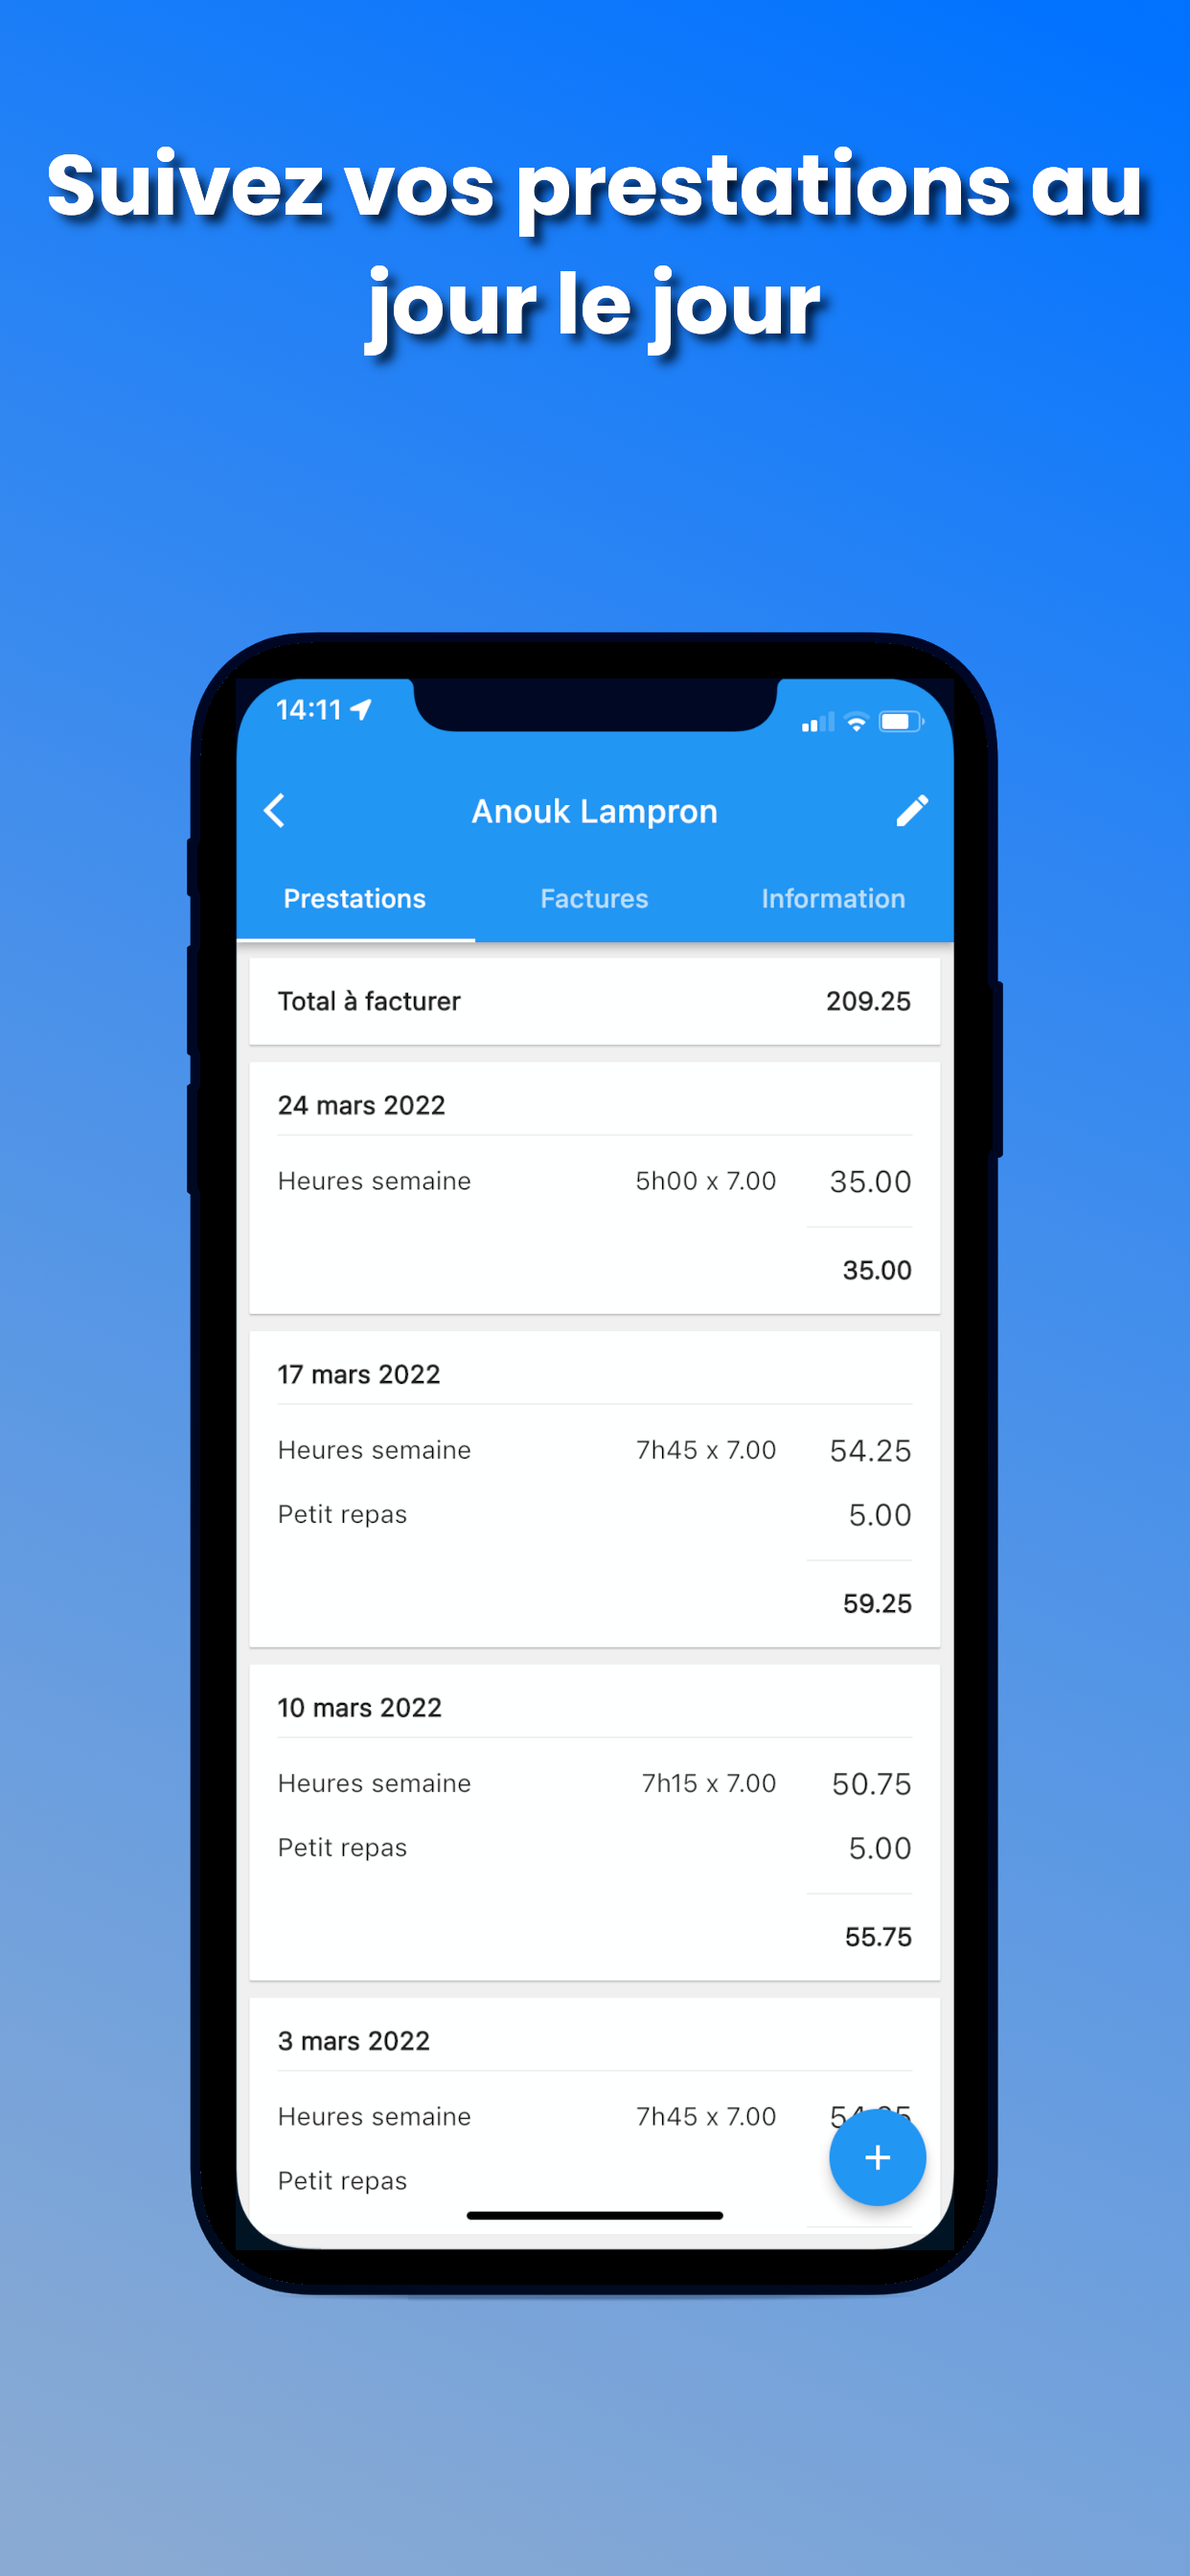 Suivez vos prestations au
jour le jour
14:11
Anouk Lampron
Prestations Factures Information
Total à facturer 209.25
24 mars 2022
Heures semaine 5h00 x 7.00 35.00
35.00
17 mars 2022
Heures semaine 7h45 x 7.00 54.25
Petit repas 5.00
59.25
10 mars 2022
Heures semaine 7h15 x 7.00 50.75
Petit repas 5.00
55.75
3 mars 2022
Heures semaine 7h45 x 7.00
Petit repas
+